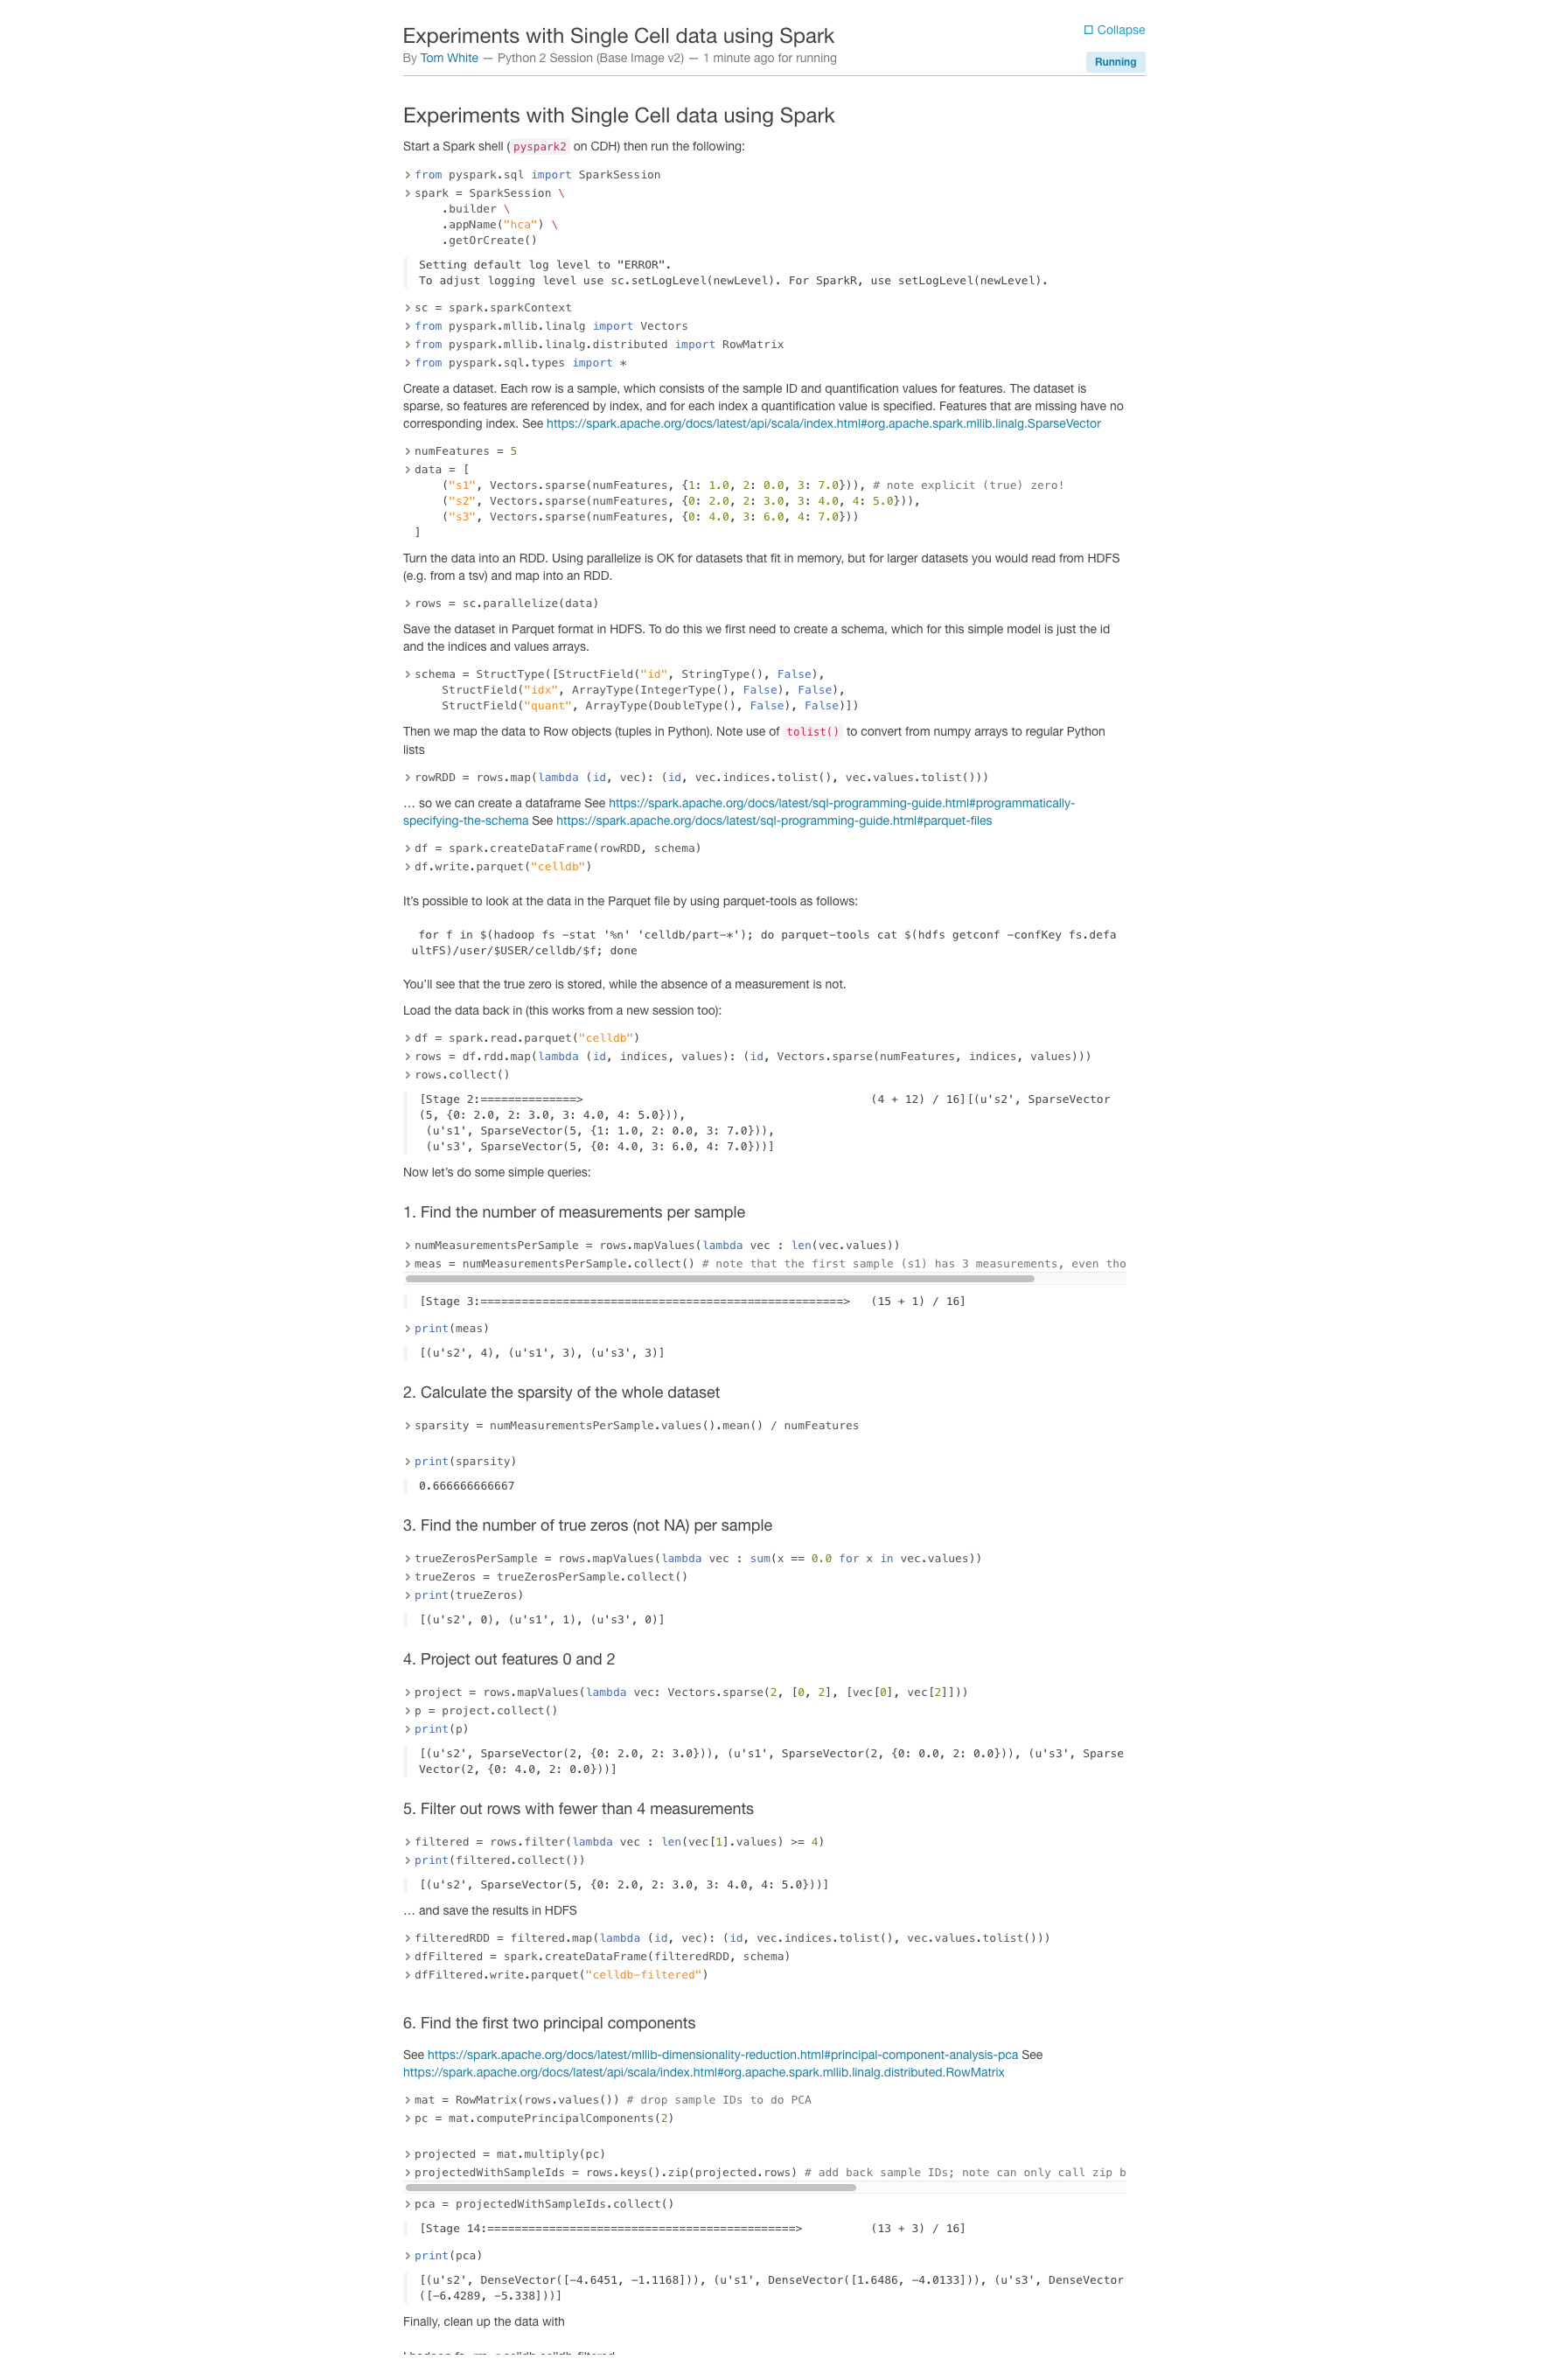 Experiments with Single Cell data using Spark
Collapse
By Tom White — Python 2 Session (Base Image v2) — 1 minute ago for running
Running
Experiments with Single Cell data using Spark
Start a Spark shell ( pyspark2 on CDH) then run the following:
from pyspark.sql import SparkSession
spark = SparkSession \
.builder \
.appName("hca") \
.getOrCreate()
Setting default log level to "ERROR".
To adjust logging level use sc.setLogLevel(newLevel). For SparkR, use setLogLevel(newLevel).
sc = spark.sparkContext
from pyspark.mllib.linalg import Vectors
from pyspark.mllib.linalg.distributed import RowMatrix
from pyspark.sql.types import *
Create a dataset. Each row is a sample, which consists of the sample ID and quantification values for features. The dataset is
sparse, so features are referenced by index, and for each index a quantification value is specified. Features that are missing have no
corresponding index. See https://spark.apache.org/docs/latest/api/scala/index.html#org.apache.spark.mllib.linalg.SparseVector
numFeatures = 5
data = [
("s1", Vectors.sparse(numFeatures, {1: 1.0, 2: 0.0, 3: 7.0})), # note explicit (true) zero!
("s2", Vectors.sparse(numFeatures, {0: 2.0, 2: 3.0, 3: 4.0, 4: 5.0})),
("s3", Vectors.sparse(numFeatures, {0: 4.0, 3: 6.0, 4: 7.0}))
]
Turn the data into an RDD. Using parallelize is OK for datasets that fit in memory, but for larger datasets you would read from HDFS
(e.g. from a tsv) and map into an RDD.
rows = sc.parallelize(data)
Save the dataset in Parquet format in HDFS. To do this we first need to create a schema, which for this simple model is just the id
and the indices and values arrays.
schema = StructType([StructField("id", StringType(), False),
StructField("idx", ArrayType(IntegerType(), False), False),
StructField("quant", ArrayType(DoubleType(), False), False)])
Then we map the data to Row objects (tuples in Python). Note use of tolist() to convert from numpy arrays to regular Python
lists
rowRDD = rows.map(lambda (id, vec): (id, vec.indices.tolist(), vec.values.tolist()))
… so we can create a dataframe See https://spark.apache.org/docs/latest/sql-programming-guide.html#programmatically-
specifying-the-schema See https://spark.apache.org/docs/latest/sql-programming-guide.html#parquet-files
df = spark.createDataFrame(rowRDD, schema)
df.write.parquet("celldb")
It’s possible to look at the data in the Parquet file by using parquet-tools as follows:
for f in $(hadoop fs -stat '%n' 'celldb/part-*'); do parquet-tools cat $(hdfs getconf -confKey fs.defa
ultFS)/user/$USER/celldb/$f; done
You’ll see that the true zero is stored, while the absence of a measurement is not.
Load the data back in (this works from a new session too):
df = spark.read.parquet("celldb")
rows = df.rdd.map(lambda (id, indices, values): (id, Vectors.sparse(numFeatures, indices, values)))
rows.collect()
[Stage 2:==============> (4 + 12) / 16][(u's2', SparseVector
(5, {0: 2.0, 2: 3.0, 3: 4.0, 4: 5.0})),
(u's1', SparseVector(5, {1: 1.0, 2: 0.0, 3: 7.0})),
(u's3', SparseVector(5, {0: 4.0, 3: 6.0, 4: 7.0}))]
Now let’s do some simple queries:
1. Find the number of measurements per sample
numMeasurementsPerSample = rows.mapValues(lambda vec : len(vec.values))
meas = numMeasurementsPerSample.collect() # note that the first sample (s1) has 3 measurements, even tho
[Stage 3:=====================================================> (15 + 1) / 16]
print(meas)
[(u's2', 4), (u's1', 3), (u's3', 3)]
2. Calculate the sparsity of the whole dataset
sparsity = numMeasurementsPerSample.values().mean() / numFeatures
print(sparsity)
0.666666666667
3. Find the number of true zeros (not NA) per sample
trueZerosPerSample = rows.mapValues(lambda vec : sum(x == 0.0 for x in vec.values))
trueZeros = trueZerosPerSample.collect()
print(trueZeros)
[(u's2', 0), (u's1', 1), (u's3', 0)]
4. Project out features 0 and 2
project = rows.mapValues(lambda vec: Vectors.sparse(2, [0, 2], [vec[0], vec[2]]))
p = project.collect()
print(p)
[(u's2', SparseVector(2, {0: 2.0, 2: 3.0})), (u's1', SparseVector(2, {0: 0.0, 2: 0.0})), (u's3', Sparse
Vector(2, {0: 4.0, 2: 0.0}))]
5. Filter out rows with fewer than 4 measurements
filtered = rows.filter(lambda vec : len(vec[1].values) >= 4)
print(filtered.collect())
[(u's2', SparseVector(5, {0: 2.0, 2: 3.0, 3: 4.0, 4: 5.0}))]
… and save the results in HDFS
filteredRDD = filtered.map(lambda (id, vec): (id, vec.indices.tolist(), vec.values.tolist()))
dfFiltered = spark.createDataFrame(filteredRDD, schema)
dfFiltered.write.parquet("celldb-filtered")
6. Find the first two principal components
See https://spark.apache.org/docs/latest/mllib-dimensionality-reduction.html#principal-component-analysis-pca See
https://spark.apache.org/docs/latest/api/scala/index.html#org.apache.spark.mllib.linalg.distributed.RowMatrix
mat = RowMatrix(rows.values()) # drop sample IDs to do PCA
pc = mat.computePrincipalComponents(2)
projected = mat.multiply(pc)
projectedWithSampleIds = rows.keys().zip(projected.rows) # add back sample IDs; note can only call zip b
pca = projectedWithSampleIds.collect()
[Stage 14:=============================================> (13 + 3) / 16]
print(pca)
[(u's2', DenseVector([-4.6451, -1.1168])), (u's1', DenseVector([1.6486, -4.0133])), (u's3', DenseVector
([-6.4289, -5.338]))]
Finally, clean up the data with